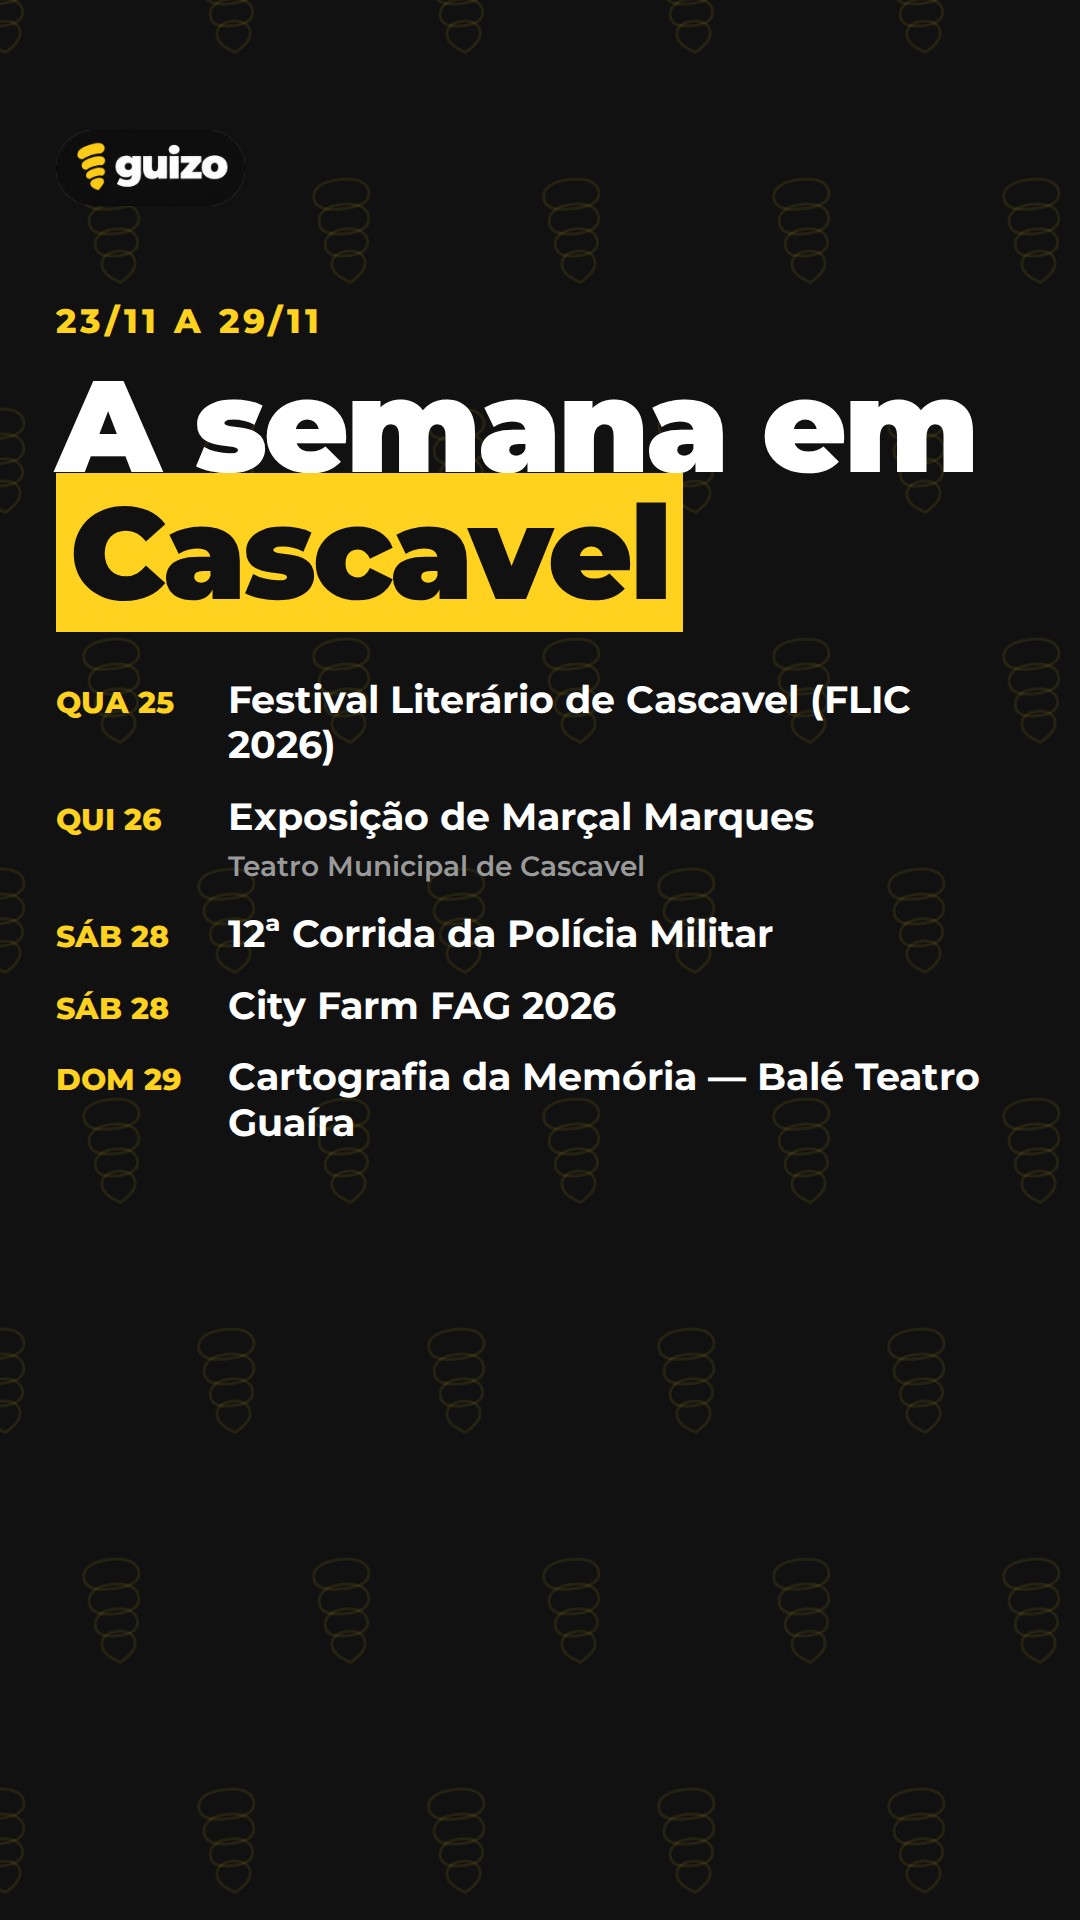 guizo
23/11 A 29/11
A semana em
Cascavel
QUA 25 Festival Literário de Cascavel (FLIC
2026)
QUI 26 Exposição de Marçal Marques
Teatro Municipal de Cascavel
SÁB 28 12ª Corrida da Polícia Militar
SÁB 28 City Farm FAG 2026
DOM 29 Cartografia da Memória — Balé Teatro
Guaíra